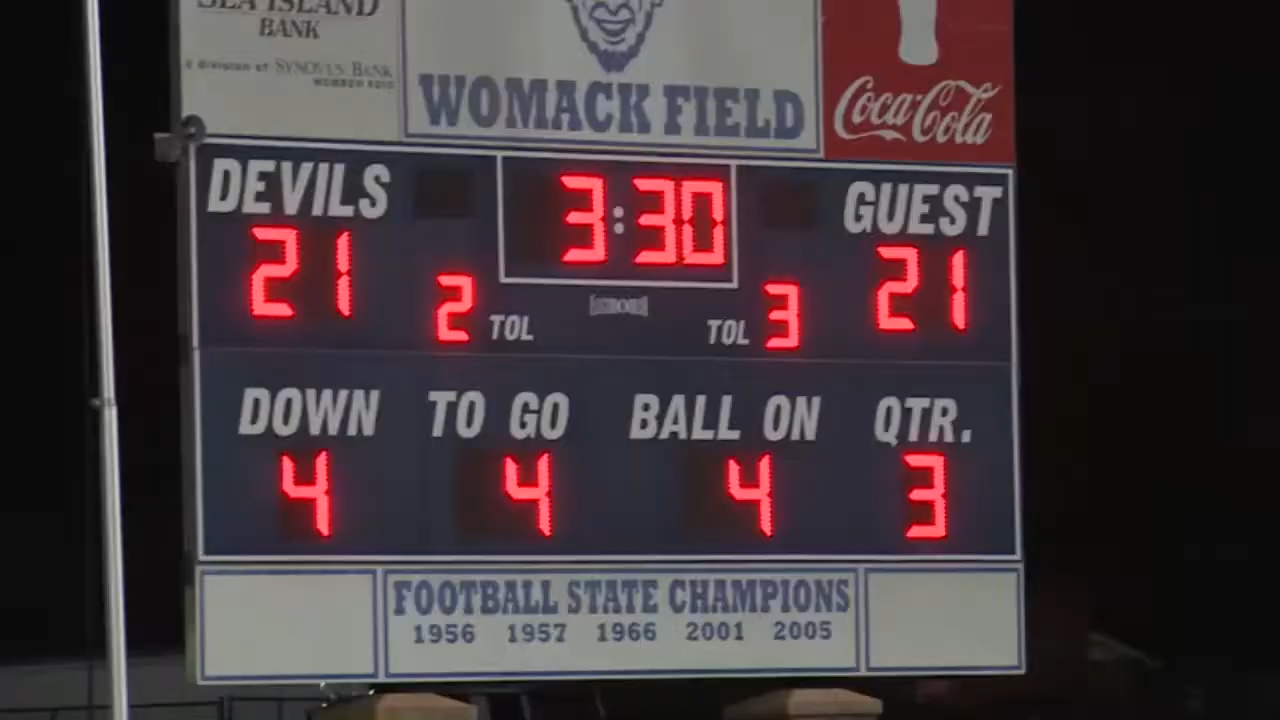 SEA ISLAND
BANK
a division of SYNOVUS BANK
MEMBER FDIC
WOMACK FIELD
Coca-Cola
DEVILS
3:30
GUEST
21
21
2 TOL
TOL 3
DOWN TO GO BALL ON QTR.
4 4 4 3
FOOTBALL STATE CHAMPIONS
1956 1957 1966 2001 2005